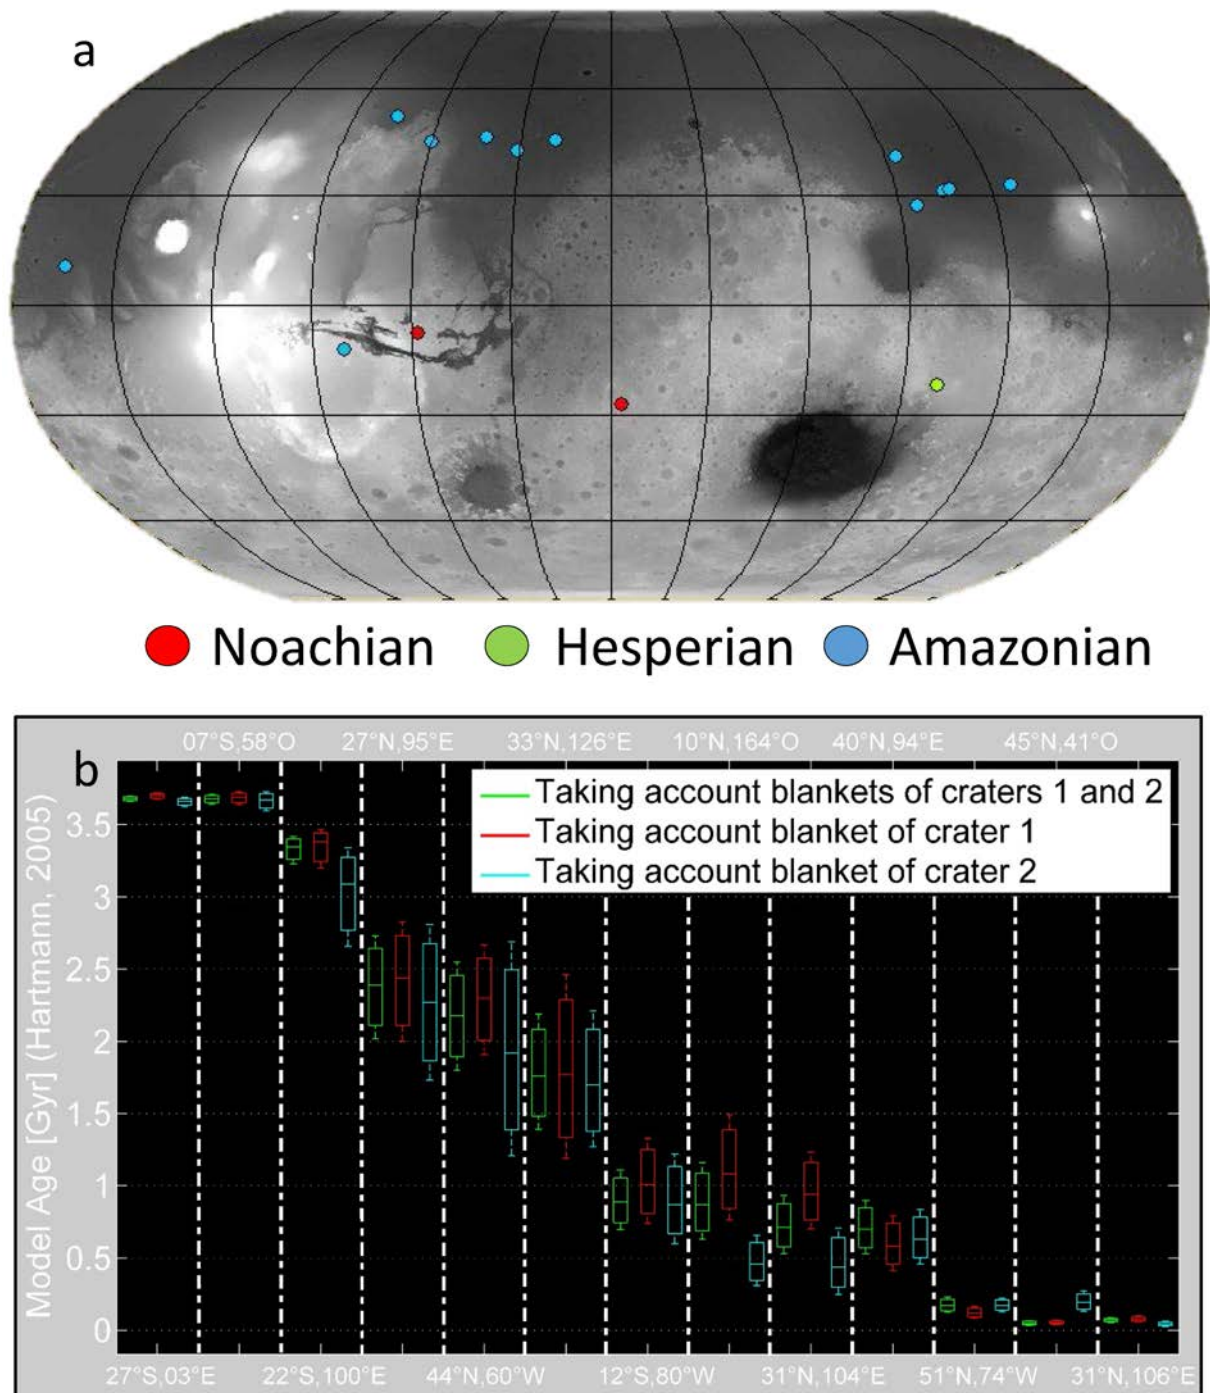 a
Noachian Hesperian Amazonian
b
07°S,58°O 27°N,95°E 33°N,126°E 10°N,164°O 40°N,94°E 45°N,41°O
Taking account blankets of craters 1 and 2
Taking account blanket of crater 1
Taking account blanket of crater 2
Model Age [Gyr] (Hartmann, 2005)
3.5
3
2.5
2
1.5
1
0.5
0
27°S,03°E 22°S,100°E 44°N,60°W 12°S,80°W 31°N,104°E 51°N,74°W 31°N,106°E